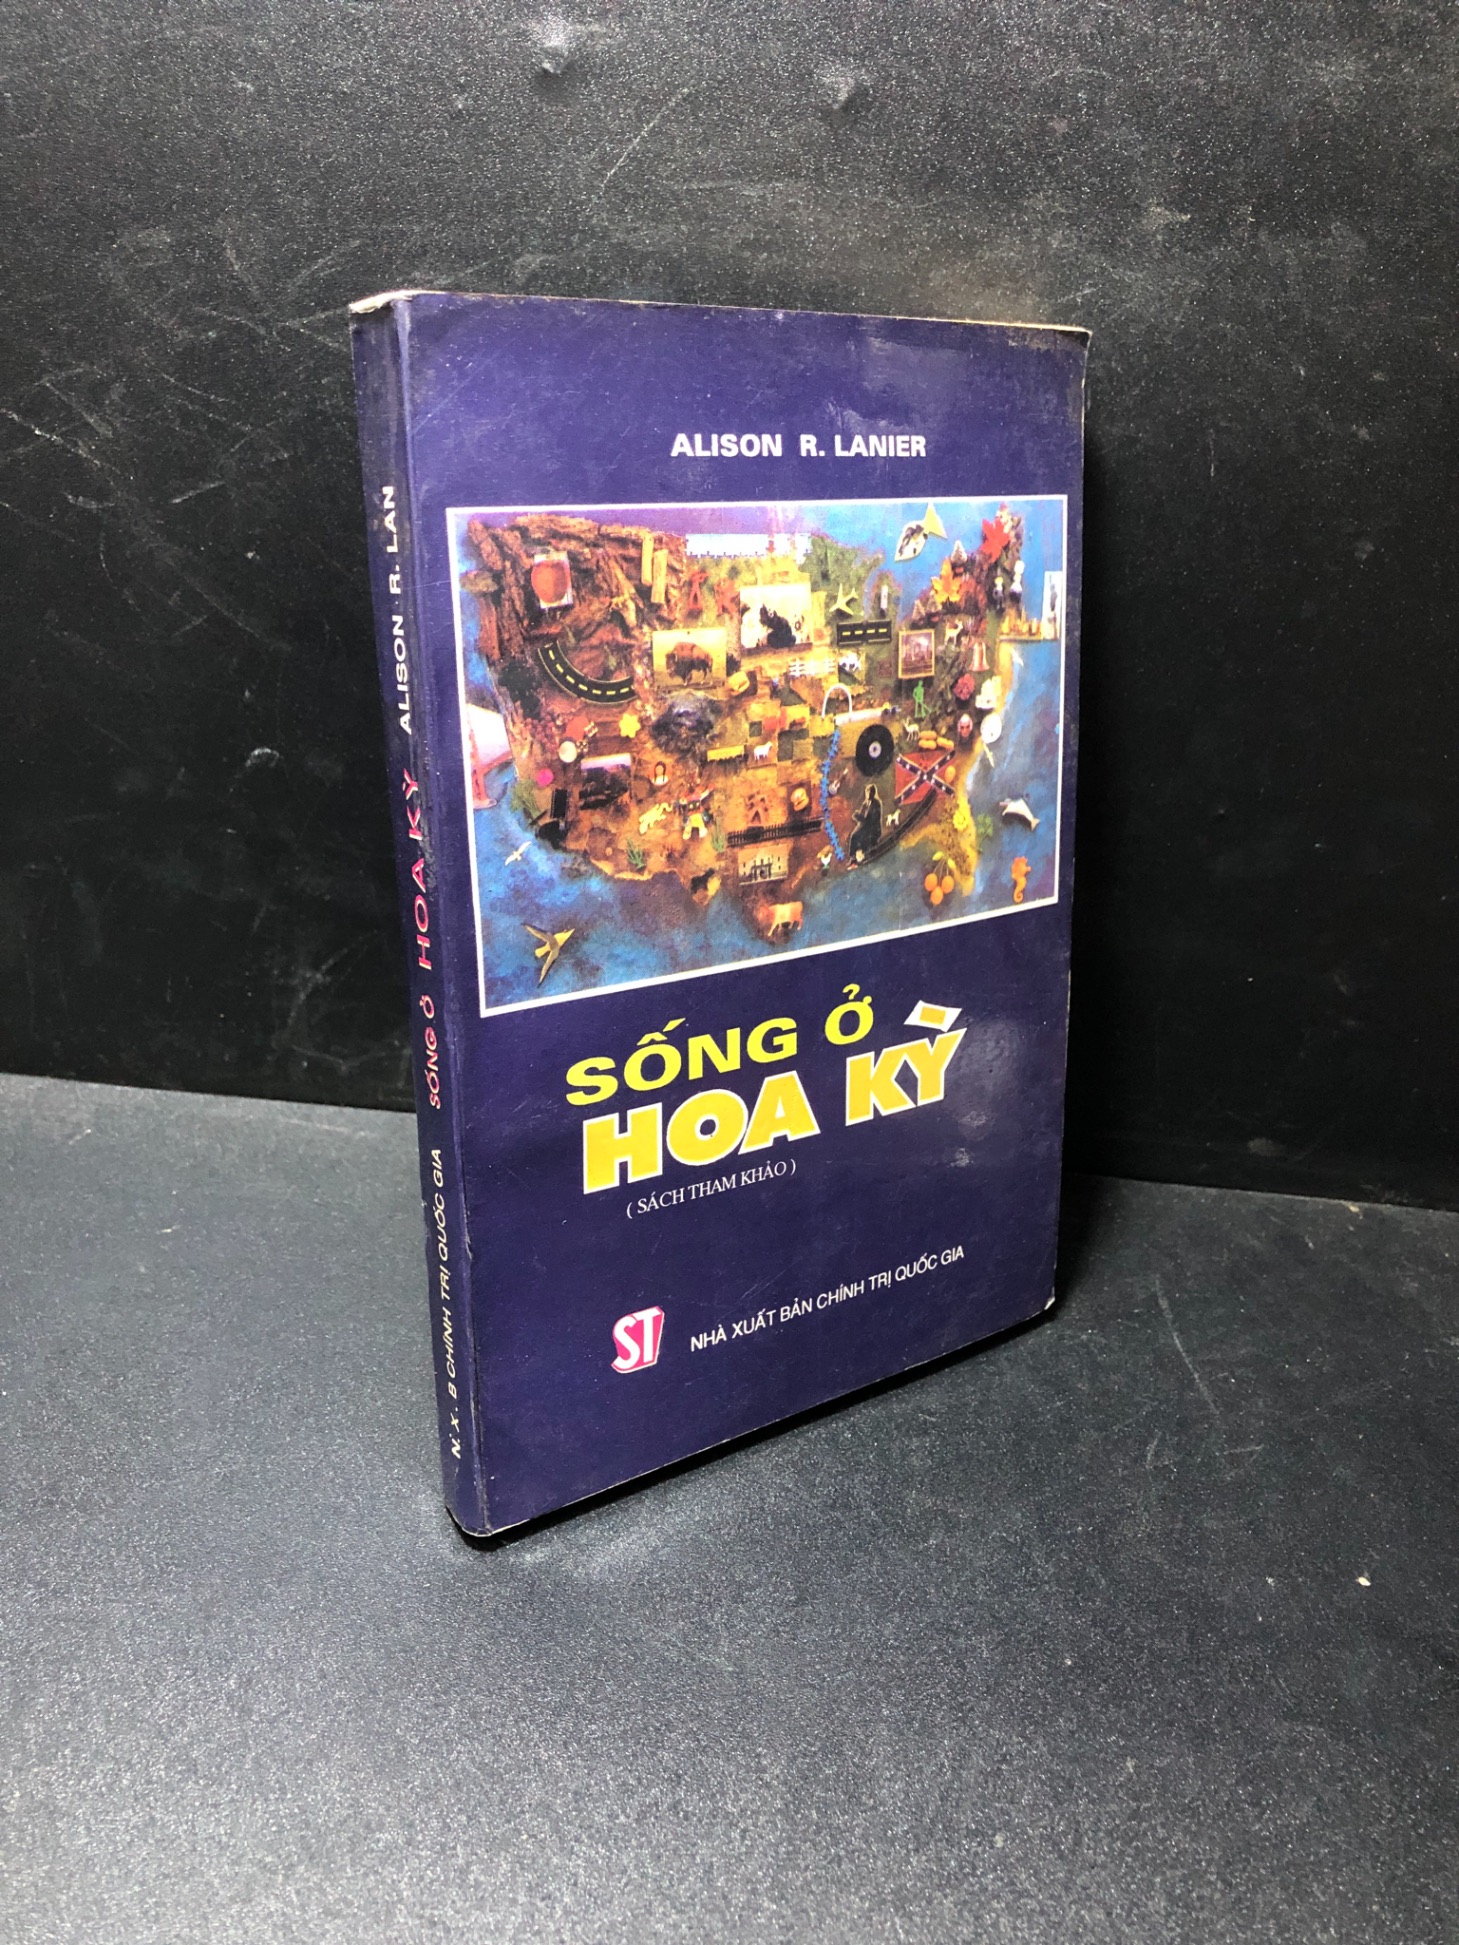 ALISON R. LANIER
SỐNG Ở
HOA KỲ
( SÁCH THAM KHẢO )
ST
NHÀ XUẤT BẢN CHÍNH TRỊ QUỐC GIA
N. X. B CHÍNH TRỊ QUỐC GIA SỐNG Ở HOA KỲ ALISON R. LAN